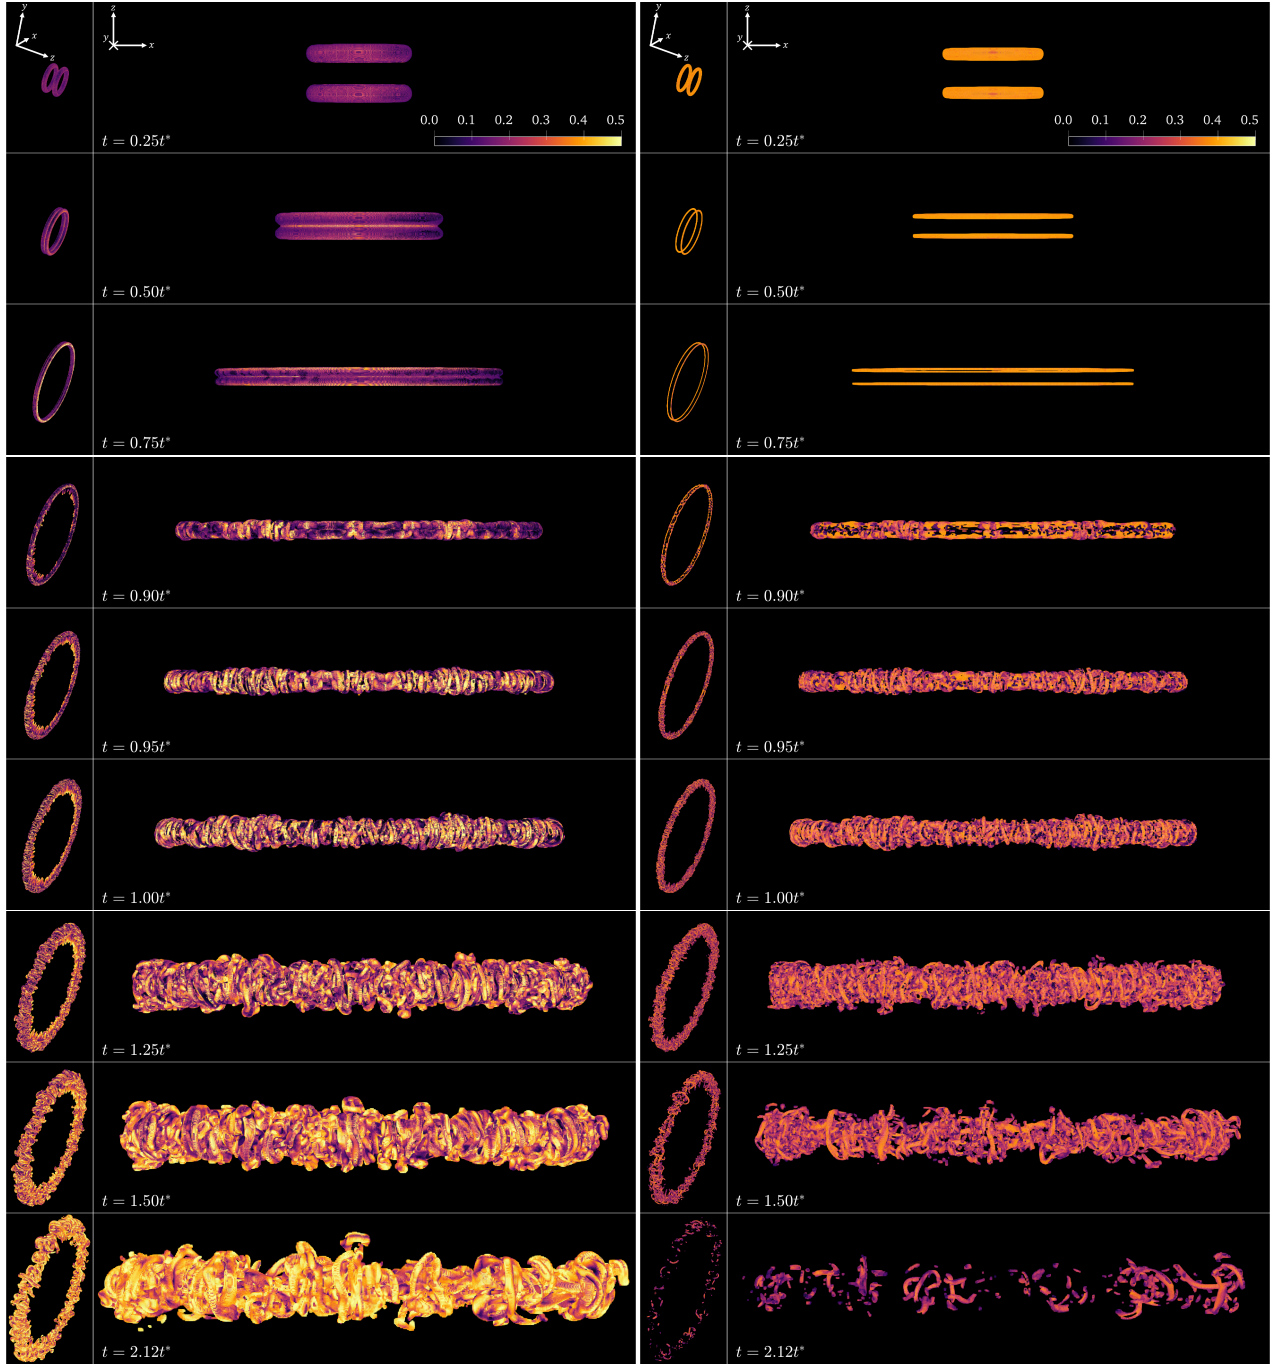 y
x
z
z
y
x
0.0 0.1 0.2 0.3 0.4 0.5
t = 0.25t*
y
x
z
z
y
x
0.0 0.1 0.2 0.3 0.4 0.5
t = 0.25t*
t = 0.50t*
t = 0.50t*
t = 0.75t*
t = 0.75t*
t = 0.90t*
t = 0.90t*
t = 0.95t*
t = 0.95t*
t = 1.00t*
t = 1.00t*
t = 1.25t*
t = 1.25t*
t = 1.50t*
t = 1.50t*
t = 2.12t*
t = 2.12t*